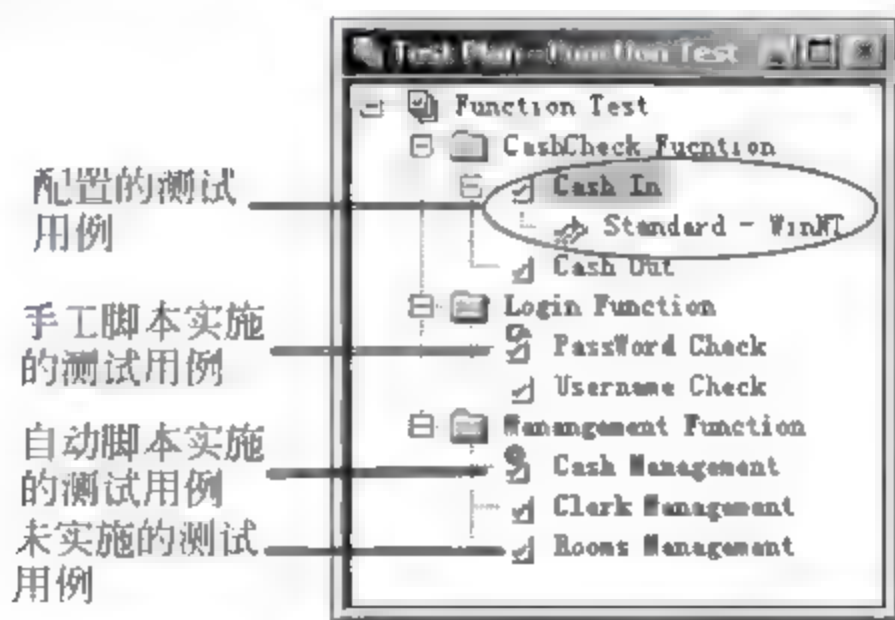 Test Plan - Function Test
Function Test
CashCheck Fucntion
Cash In
Standard - WinNT
Cash Out
Login Function
PassWord Check
Username Check
Manangement Function
Cash Management
Clerk Management
Rooms Management
配置的测试
用例
手工脚本实施
的测试用例
自动脚本实施
的测试用例
未实施的测试
用例